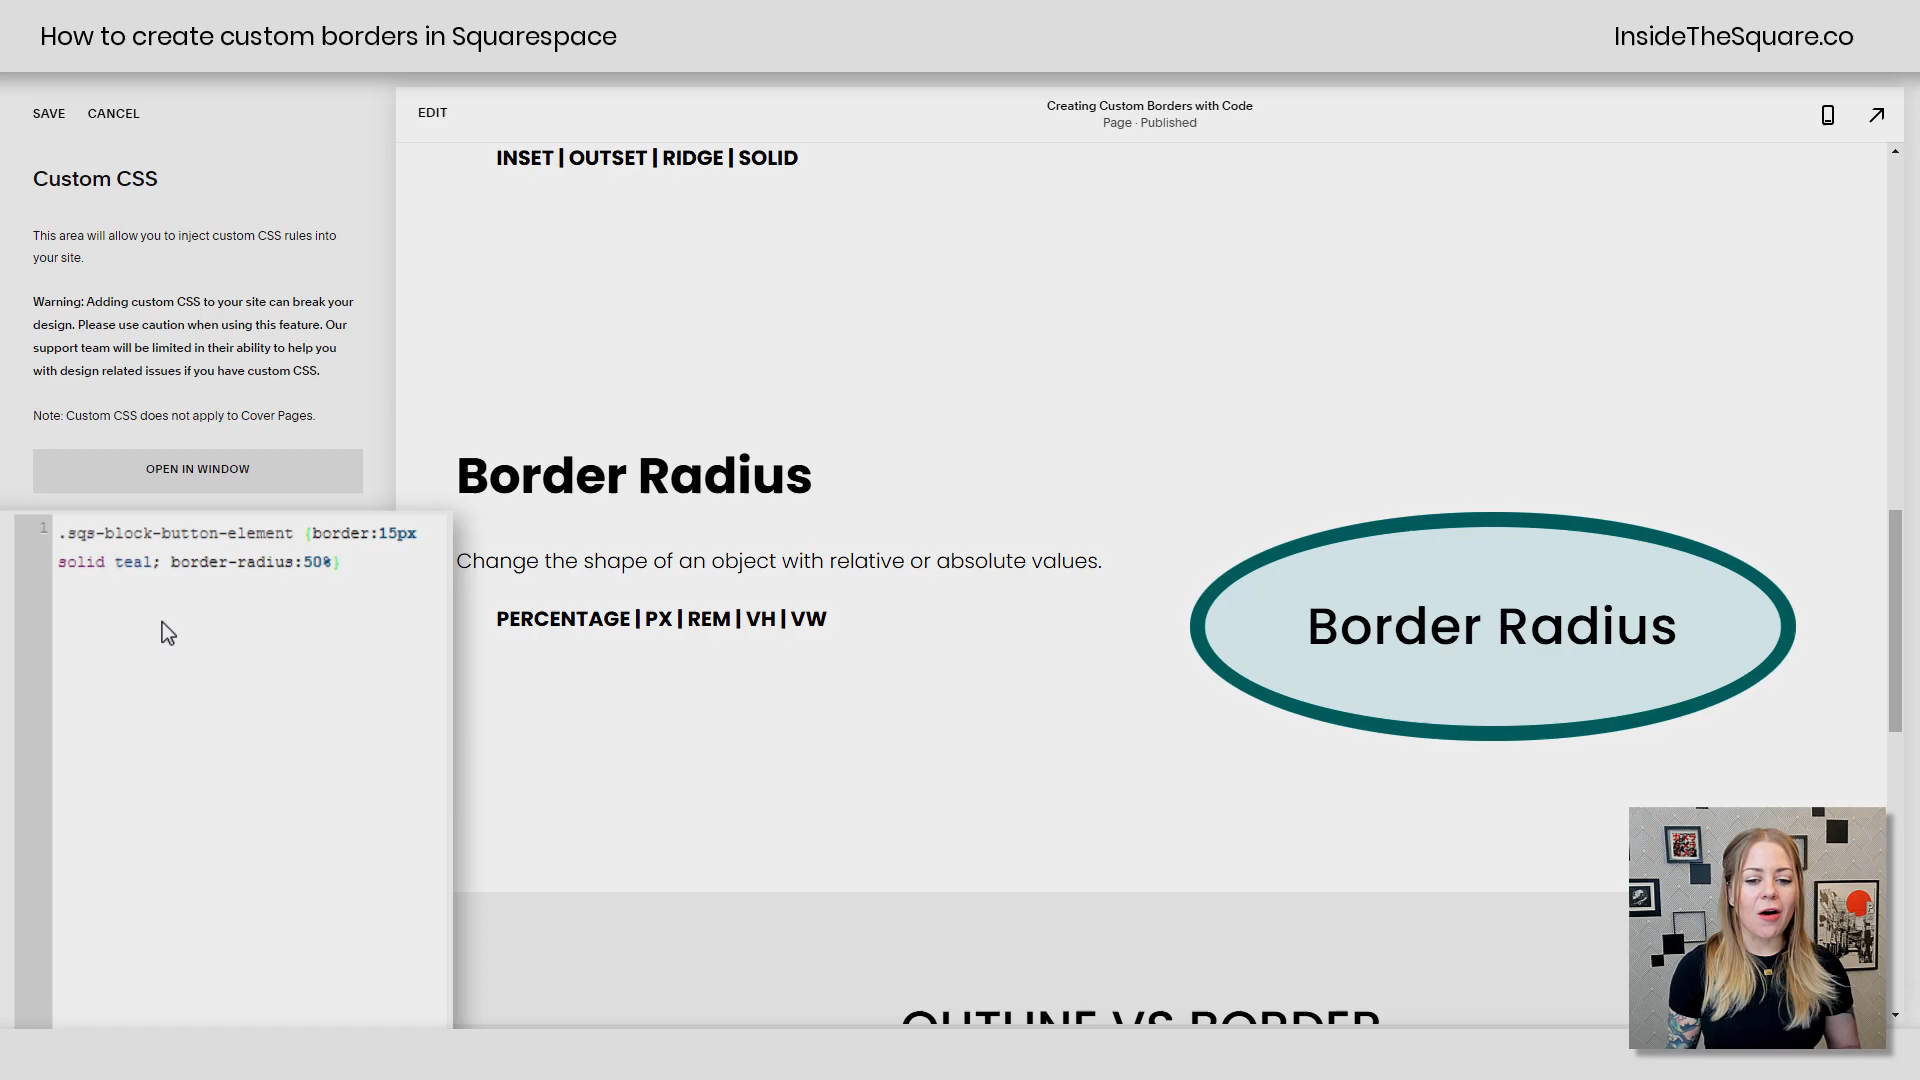 How to create custom borders in Squarespace
InsideTheSquare.co
SAVE CANCEL
EDIT
Creating Custom Borders with Code
Page · Published
Custom CSS
This area will allow you to inject custom CSS rules into
your site.
Warning: Adding custom CSS to your site can break your
design. Please use caution when using this feature. Our
support team will be limited in their ability to help you
with design related issues if you have custom CSS.
Note: Custom CSS does not apply to Cover Pages.
OPEN IN WINDOW
1
.sqs-block-button-element {border:15px
solid teal; border-radius:50%}
INSET | OUTSET | RIDGE | SOLID
Border Radius
Change the shape of an object with relative or absolute values.
PERCENTAGE | PX | REM | VH | VW
Border Radius
OUTLINE VS BORDER